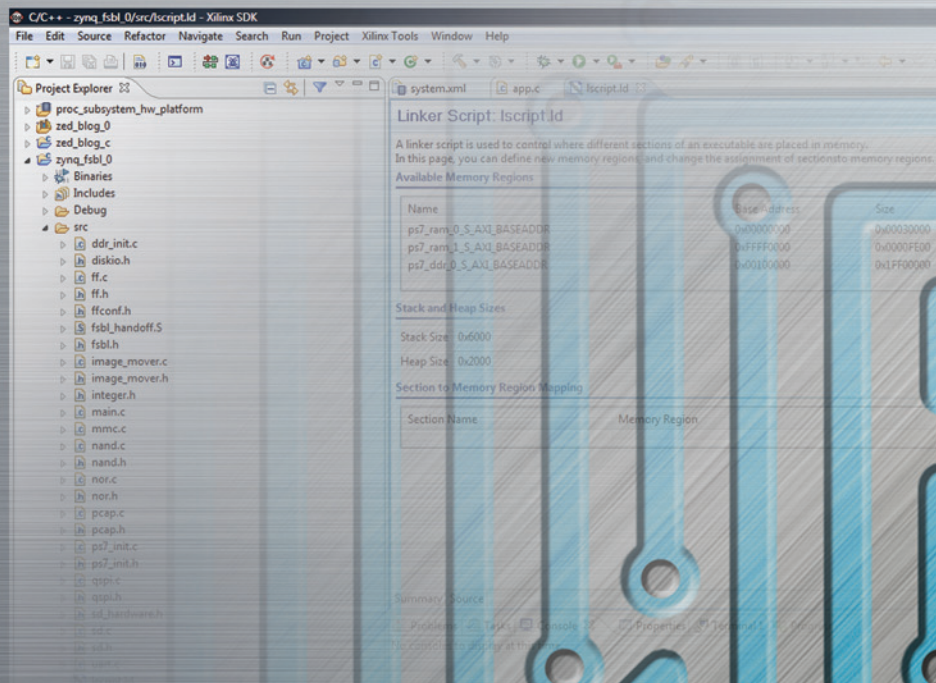 C/C++ - zynq_fsbl_0/src/lscript.ld - Xilinx SDK
File Edit Source Refactor Navigate Search Run Project Xilinx Tools Window Help
Project Explorer
system.xml app.c lscript.ld
proc_subsystem_hw_platform
zed_blog_0
zed_blog_c
zynq_fsbl_0
Binaries
Includes
Debug
src
ddr_init.c
diskio.h
ff.c
ff.h
ffconf.h
fsbl_handoff.S
fsbl.h
image_mover.c
image_mover.h
integer.h
main.c
mmc.c
nand.c
nand.h
nor.c
nor.h
pcap.c
pcap.h
ps7_init.c
ps7_init.h
qspi.c
qspi.h
sd_hardware.h
sd.c
Linker Script: lscript.ld
A linker script is used to control where different sections of an executable are placed in memory.
In this page, you can define new memory regions, and change the assignment of sectionsto memory regions.
Available Memory Regions
Name Base Address Size
ps7_ram_0_S_AXI_BASEADDR 0x00000000 0x00030000
ps7_ram_1_S_AXI_BASEADDR 0xFFFF0000 0x0000FE00
ps7_ddr_0_S_AXI_BASEADDR 0x00100000 0x1FF00000
Stack and Heap Sizes
Stack Size 0x6000
Heap Size 0x2000
Section to Memory Region Mapping
Section Name Memory Region
Summary Source
Problems Tasks Console Properties Terminal